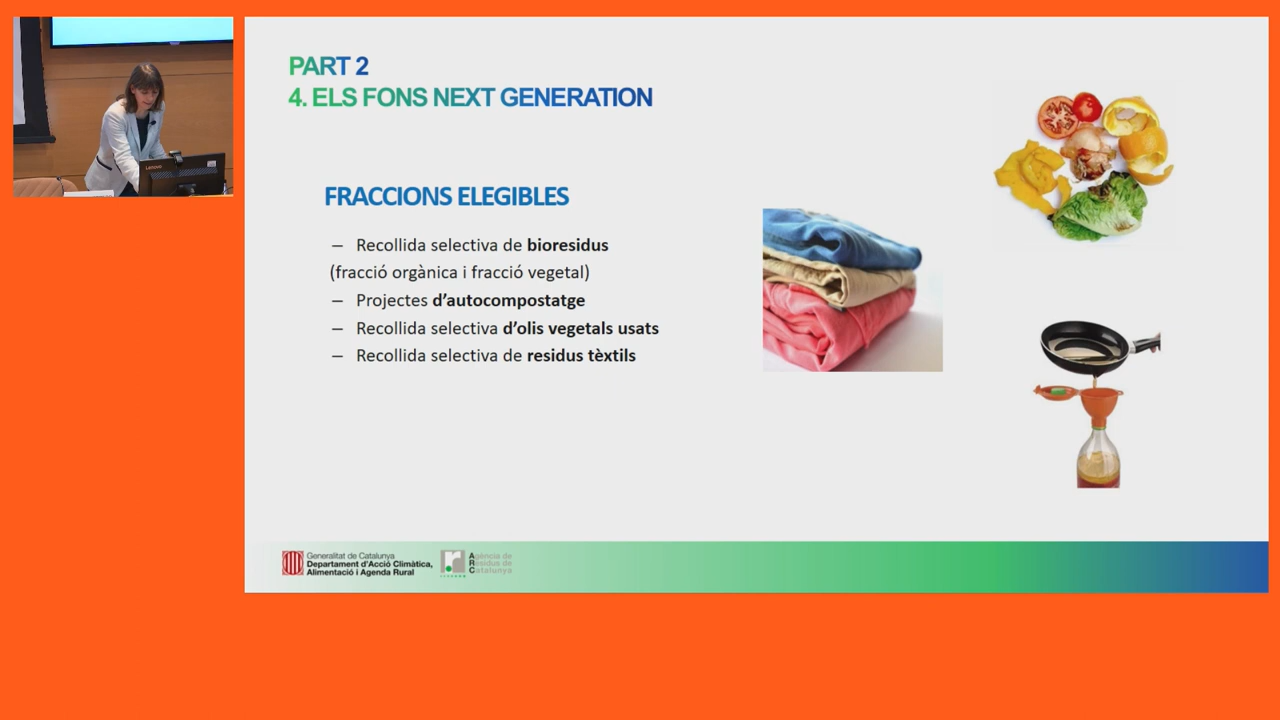 PART 2
4. ELS FONS NEXT GENERATION
FRACCIONS ELEGIBLES
– Recollida selectiva de bioresidus
(fracció orgànica i fracció vegetal)
– Projectes d'autocompostatge
– Recollida selectiva d'olis vegetals usats
– Recollida selectiva de residus tèxtils
Generalitat de Catalunya
Departament d'Acció Climàtica,
Alimentació i Agenda Rural
Agència de
Residus de
Catalunya
Lenovo